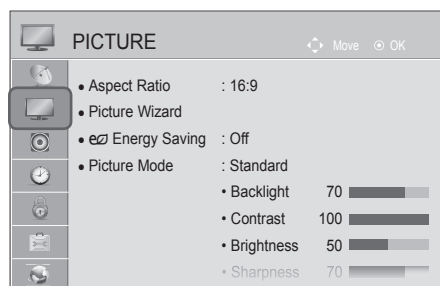 PICTURE Move OK
• Aspect Ratio : 16:9
• Picture Wizard
• Energy Saving : Off
• Picture Mode : Standard
• Backlight 70
• Contrast 100
• Brightness 50
• Sharpness 70